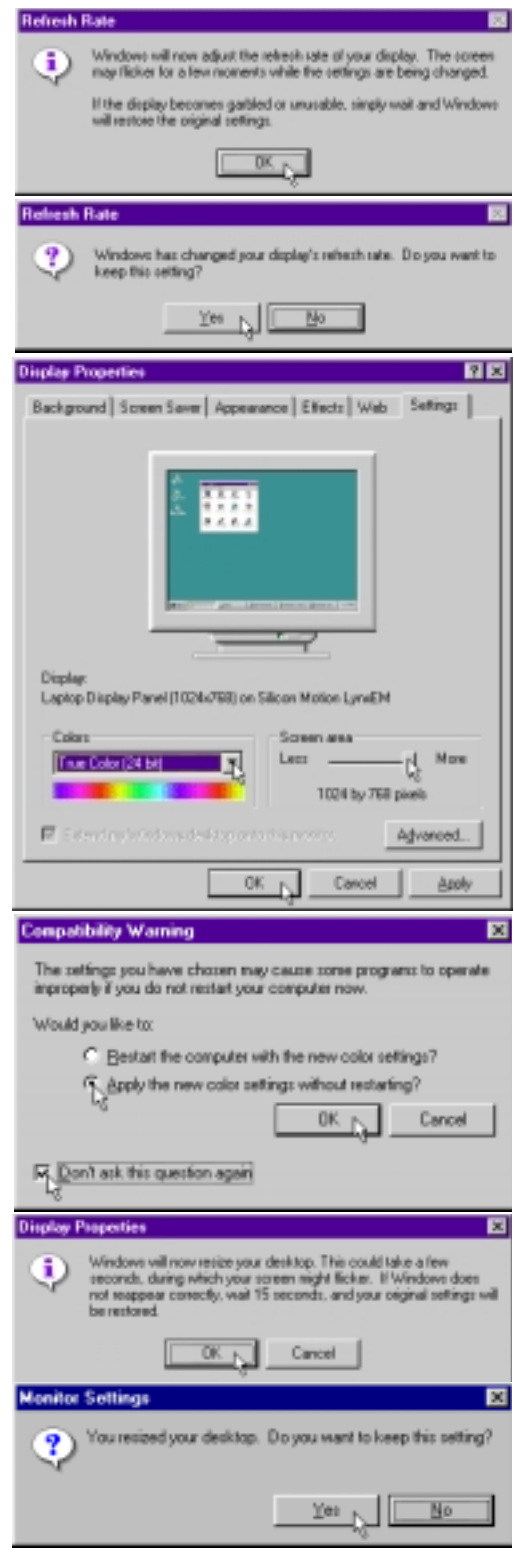 Refresh Rate
Windows will now adjust the refresh rate of your display. The screen
may flicker for a few moments while the settings are being changed.
If the display becomes garbled or unusable, simply wait and Windows
will restore the original settings.
OK
Refresh Rate
Windows has changed your display's refresh rate. Do you want to
keep this setting?
Yes No
Display Properties
Background Screen Saver Appearance Effects Web Settings
Display:
Laptop Display Panel (1024x768) on Silicon Motion LynxEM
Colors Screen area
True Color (24 bit) Less More
1024 by 768 pixels
Extend my Windows desktop onto this monitor. Advanced...
OK Cancel Apply
Compatibility Warning
The settings you have chosen may cause some programs to operate
improperly if you do not restart your computer now.
Would you like to:
Restart the computer with the new color settings?
Apply the new color settings without restarting?
OK Cancel
Don't ask this question again
Display Properties
Windows will now resize your desktop. This could take a few
seconds, during which your screen might flicker. If Windows does
not reappear correctly, wait 15 seconds, and your original settings will
be restored.
OK Cancel
Monitor Settings
You resized your desktop. Do you want to keep this setting?
Yes No